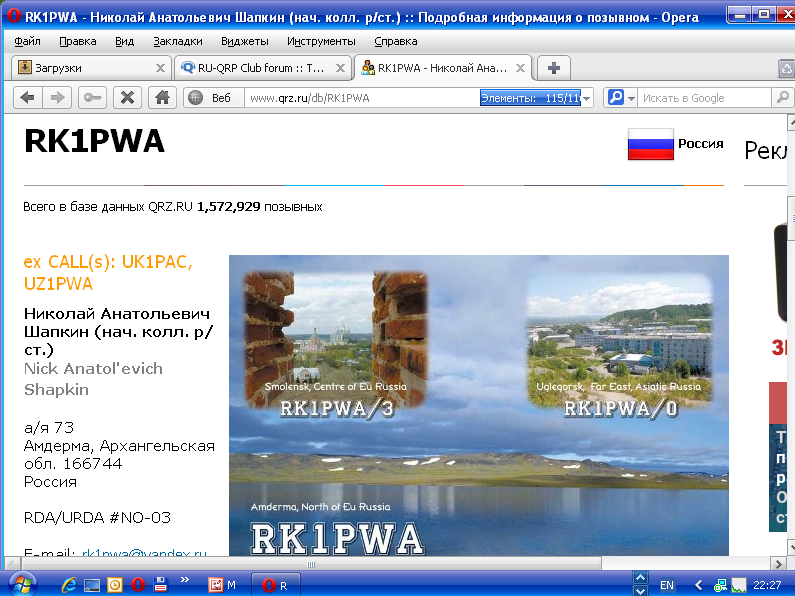 RK1PWA - Николай Анатольевич Шапкин (нач. колл. р/ст.) :: Подробная информация о позывном - Opera
Файл Правка Вид Закладки Виджеты Инструменты Справка
Загрузки
RU-QRP Club forum :: T...
RK1PWA - Николай Ана...
Веб
www.qrz.ru/db/RK1PWA
Элементы: 115/11
Искать в Google
RK1PWA
Россия
Рекл
Всего в базе данных QRZ.RU 1,572,929 позывных
ex CALL(s): UK1PAC,
UZ1PWA
Николай Анатольевич
Шапкин (нач. колл. р/
ст.)
Nick Anatol'evich
Shapkin
а/я 73
Амдерма, Архангельская
обл. 166744
Россия
RDA/URDA #NO-03
E-mail: rk1pwa@yandex.ru
Smolensk, Centre of Eu Russia
RK1PWA/3
Uglegorsk, Far East, Asiatic Russia
RK1PWA/0
Amderma, North of Eu Russia
RK1PWA
M
R
EN
22:27